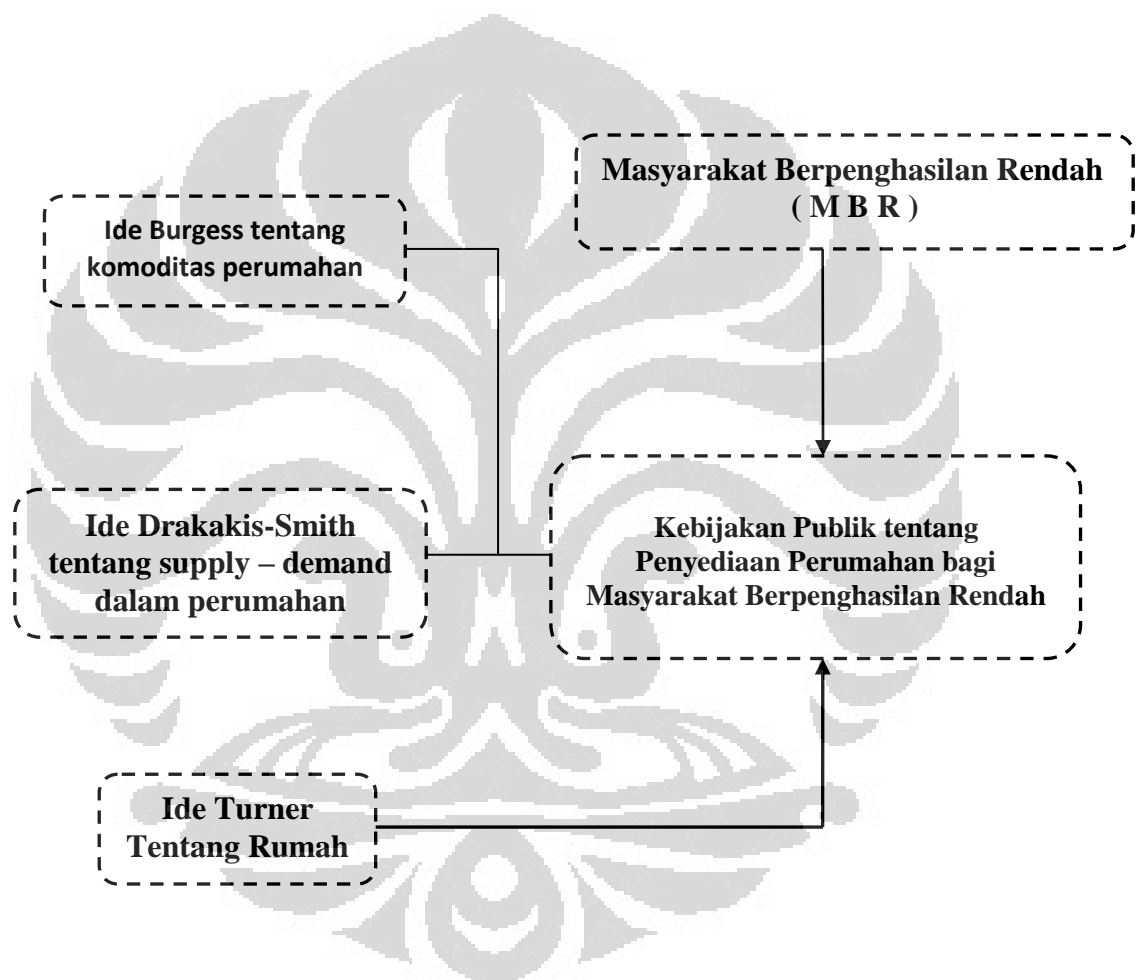 Masyarakat Berpenghasilan Rendah
( M B R )
Ide Burgess tentang
komoditas perumahan
Ide Drakakis-Smith
tentang supply – demand
dalam perumahan
Kebijakan Publik tentang
Penyediaan Perumahan bagi
Masyarakat Berpenghasilan Rendah
Ide Turner
Tentang Rumah